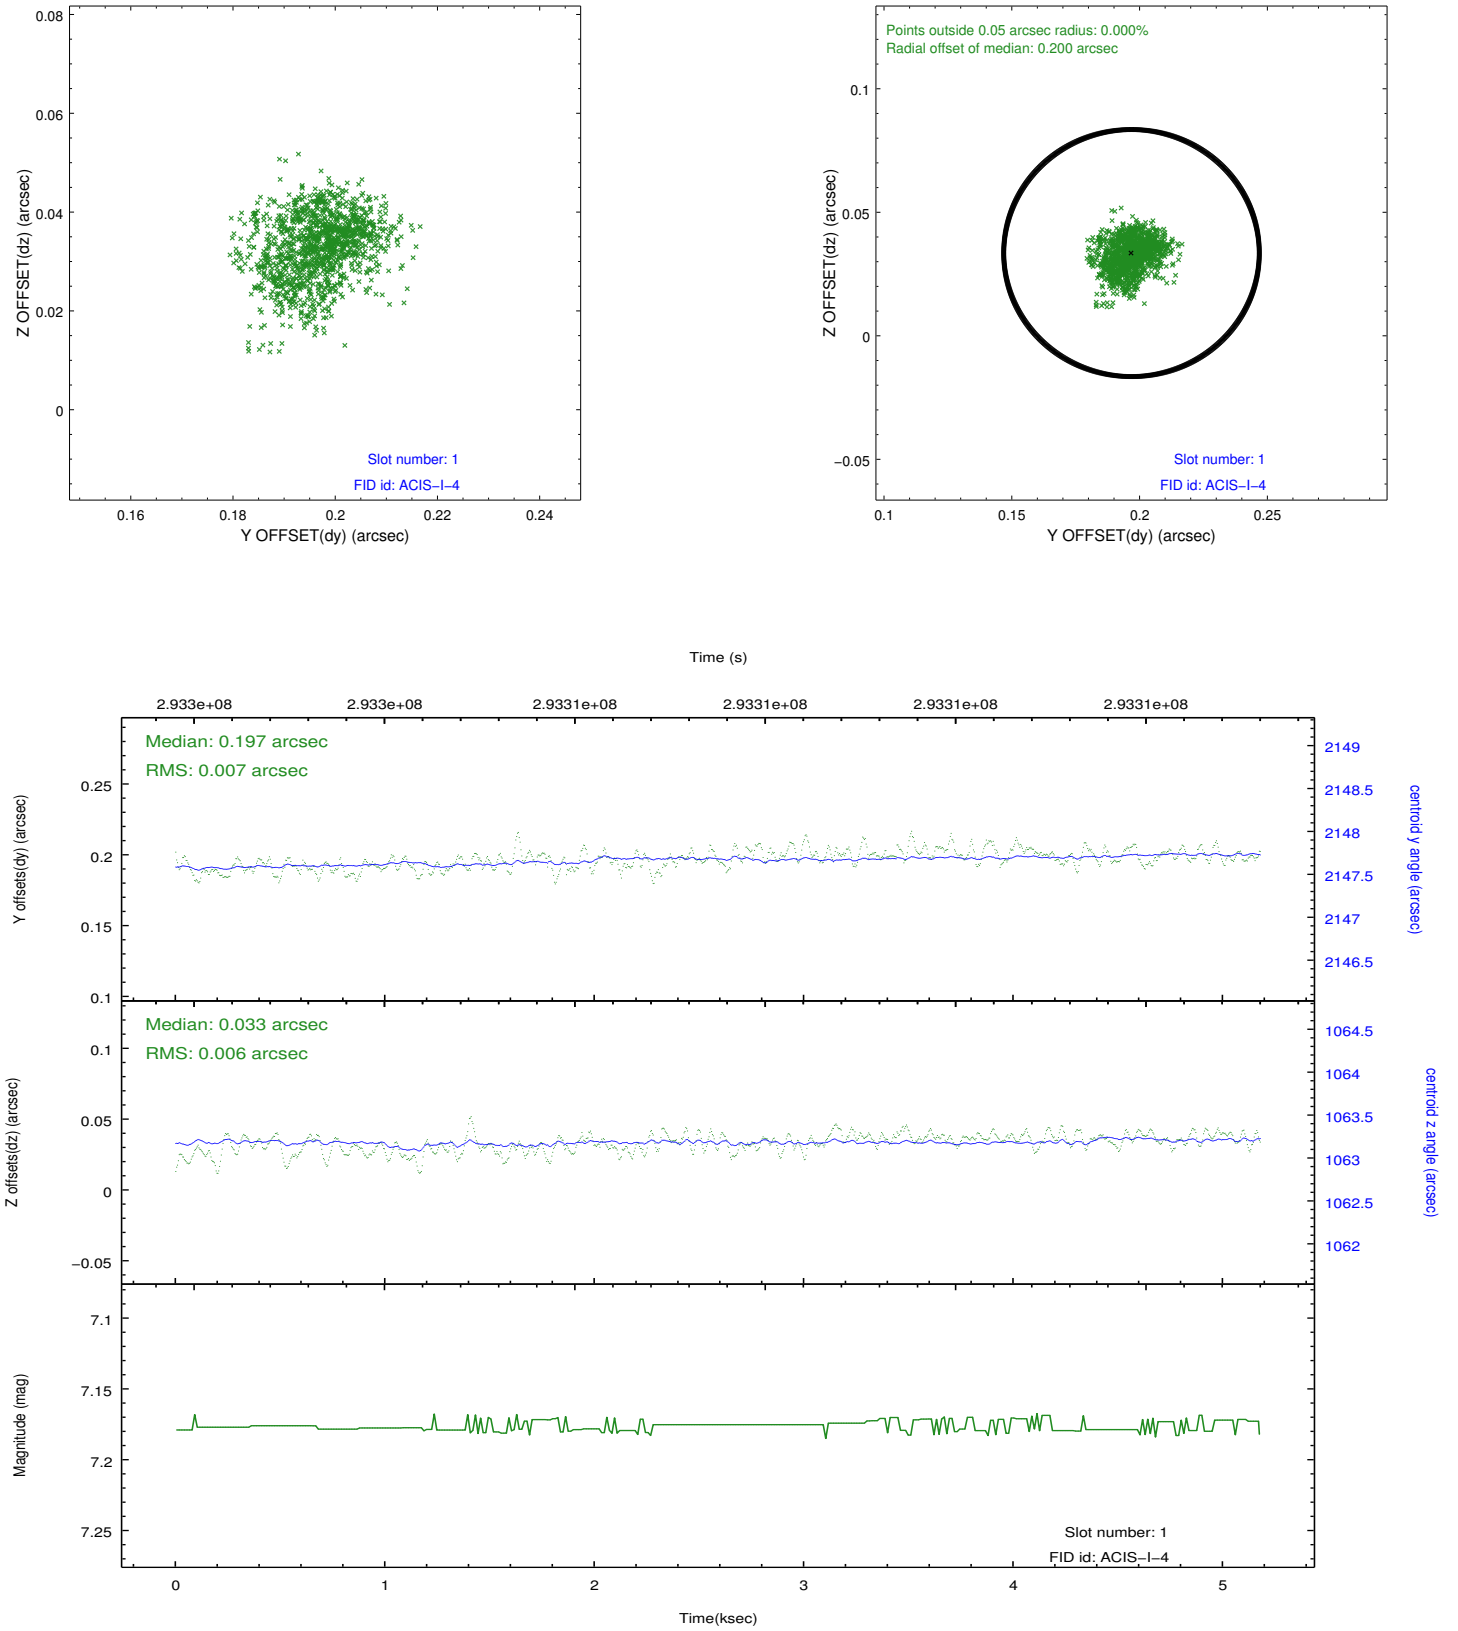 0.08
0.06
0.04
0.02
0
Z OFFSET(dz) (arcsec)
Slot number: 1
FID id: ACIS−I−4
0.16 0.18 0.2 0.22 0.24
Y OFFSET(dy) (arcsec)
Points outside 0.05 arcsec radius: 0.000%
Radial offset of median: 0.200 arcsec
0.1
0.05
0
−0.05
Z OFFSET(dz) (arcsec)
Slot number: 1
FID id: ACIS−I−4
0.1 0.15 0.2 0.25
Y OFFSET(dy) (arcsec)
Time (s)
2.933e+08 2.933e+08 2.9331e+08 2.9331e+08 2.9331e+08 2.9331e+08
Median: 0.197 arcsec
RMS: 0.007 arcsec
0.25
0.2
0.15
0.1
Y offsets(dy) (arcsec)
2149
2148.5
2148
2147.5
2147
2146.5
centroid y angle (arcsec)
Median: 0.033 arcsec
RMS: 0.006 arcsec
0.1
0.05
0
−0.05
Z offsets(dz) (arcsec)
1064.5
1064
1063.5
1063
1062.5
1062
centroid z angle (arcsec)
7.1
7.15
7.2
7.25
Magnitude (mag)
Slot number: 1
FID id: ACIS−I−4
0 1 2 3 4 5
Time(ksec)